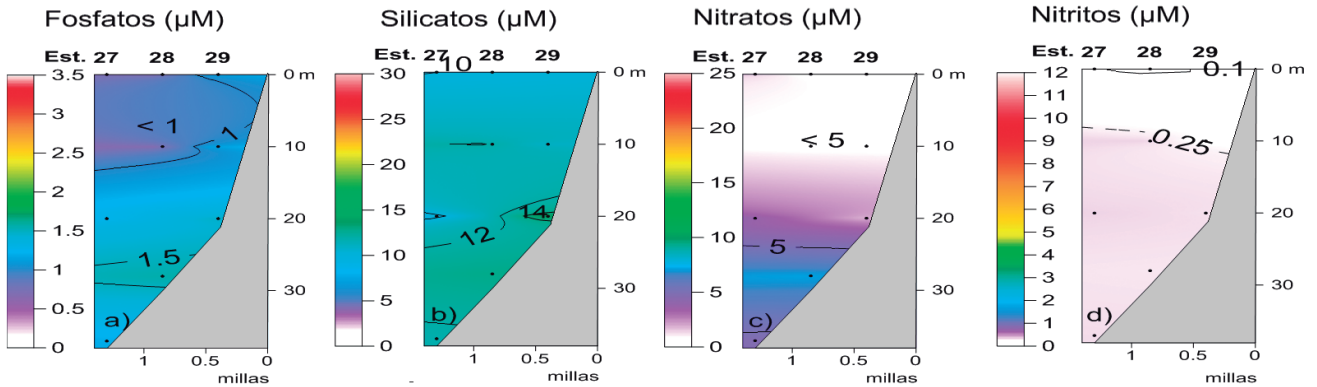 Fosfatos (µM)
Est. 27 28 29
3.5
3
2.5
2
1.5
1
0.5
0
< 1
1
1.5
a)
0 m
10
20
30
1 0.5 0
millas
Silicatos (µM)
Est. 27 28 29
30
25
20
15
10
5
0
10
14
12
b)
0 m
10
20
30
1 0.5 0
millas
Nitratos (µM)
Est. 27 28 29
25
20
15
10
5
0
< 5
5
c)
0 m
10
20
30
1 0.5 0
millas
Nitritos (µM)
Est. 27 28 29
12
11
10
9
8
7
6
5
4
3
2
1
0
0.1
0.25
d)
0 m
10
20
30
1 0.5 0
millas